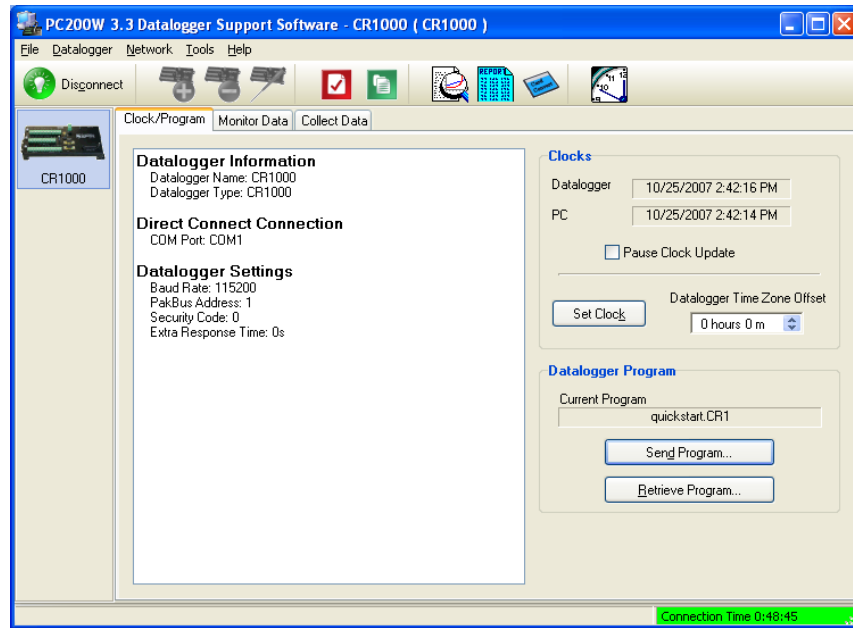 PC200W 3.3 Datalogger Support Software - CR1000 ( CR1000 )
File Datalogger Network Tools Help
Disconnect
REPORT
Clock/Program Monitor Data Collect Data
CR1000
Datalogger Information
Datalogger Name: CR1000
Datalogger Type: CR1000
Direct Connect Connection
COM Port: COM1
Datalogger Settings
Baud Rate: 115200
PakBus Address: 1
Security Code: 0
Extra Response Time: 0s
Clocks
Datalogger 10/25/2007 2:42:16 PM
PC 10/25/2007 2:42:14 PM
Pause Clock Update
Set Clock
Datalogger Time Zone Offset
0 hours 0 m
Datalogger Program
Current Program
quickstart.CR1
Send Program...
Retrieve Program...
Connection Time 0:48:45